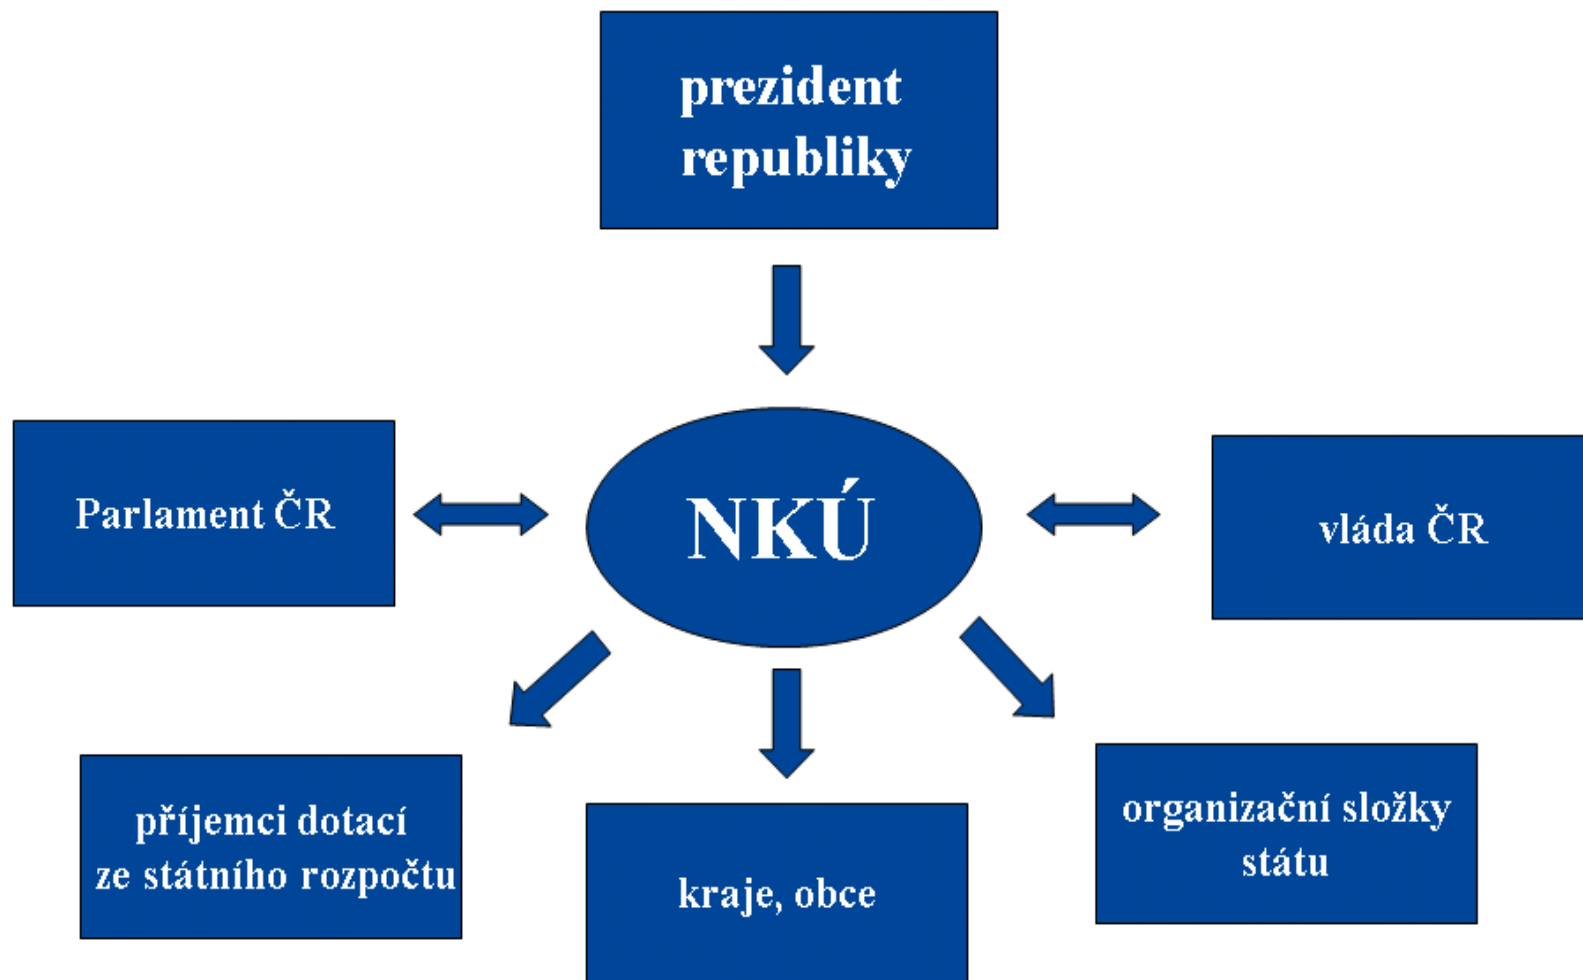 prezident
republiky
Parlament ČR
NKÚ
vláda ČR
příjemci dotací
ze státního rozpočtu
kraje, obce
organizační složky
státu